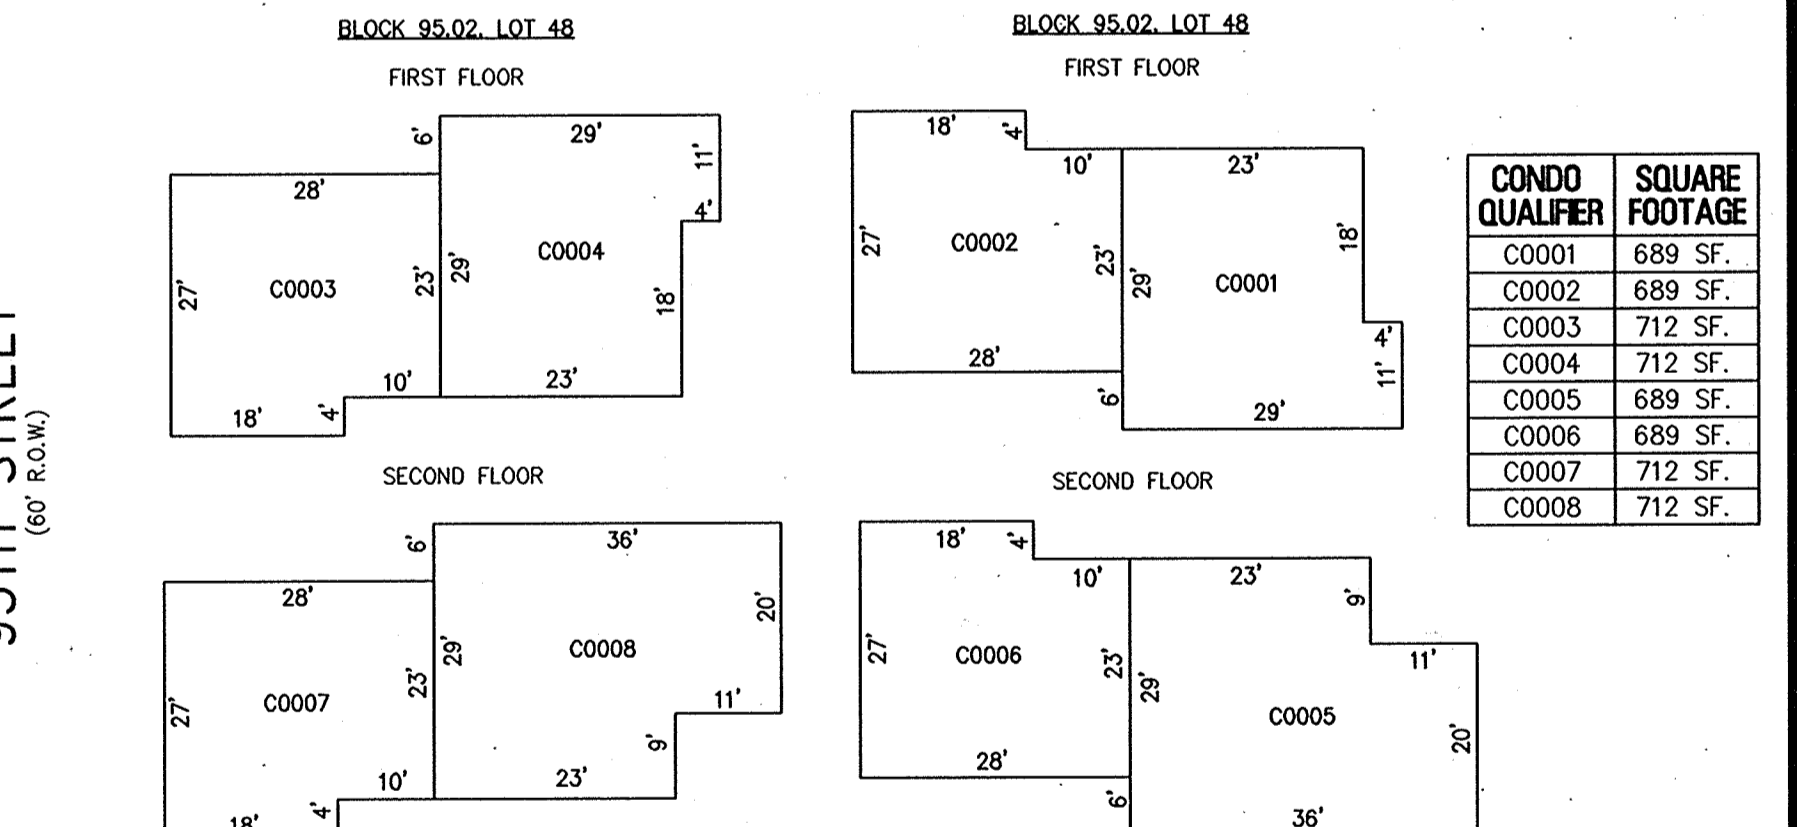 BLOCK 95.02, LOT 48
FIRST FLOOR
6'
29'
11'
4'
28'
27'
C0003
23'
29'
C0004
18'
10'
23'
18'
4'
SECOND FLOOR
6'
36'
28'
20'
29'
C0008
27'
C0007
23'
11'
9'
10'
23'
18'
4'
BLOCK 95.02, LOT 48
FIRST FLOOR
18'
4'
10'
23'
27'
C0002
23'
29'
C0001
18'
28'
4'
11'
6'
29'
SECOND FLOOR
18'
4'
10'
23'
9'
11'
27'
C0006
23'
29'
C0005
20'
28'
6'
36'
CONDO QUALIFIER SQUARE FOOTAGE
C0001 689 SF.
C0002 689 SF.
C0003 712 SF.
C0004 712 SF.
C0005 689 SF.
C0006 689 SF.
C0007 712 SF.
C0008 712 SF.
STREET
(60' R.O.W.)